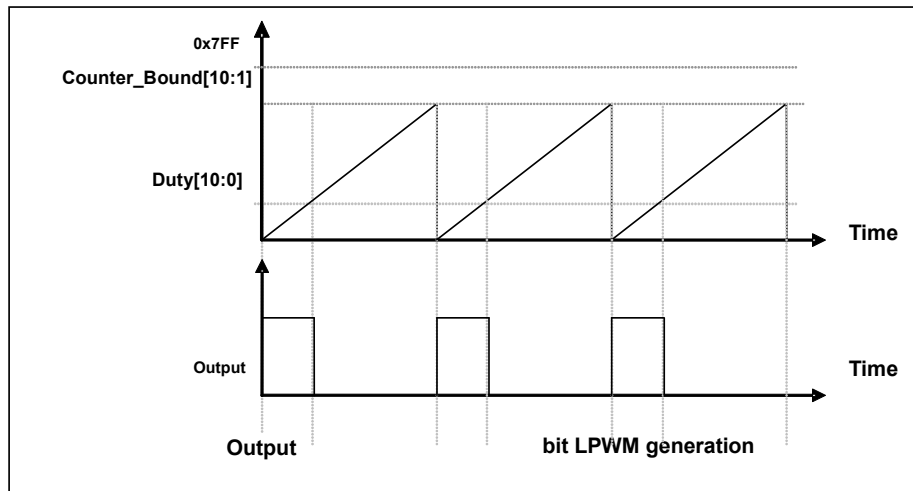 0x7FF
Counter_Bound[10:1]
Duty[10:0]
Time
Output
Time
Output
bit LPWM generation